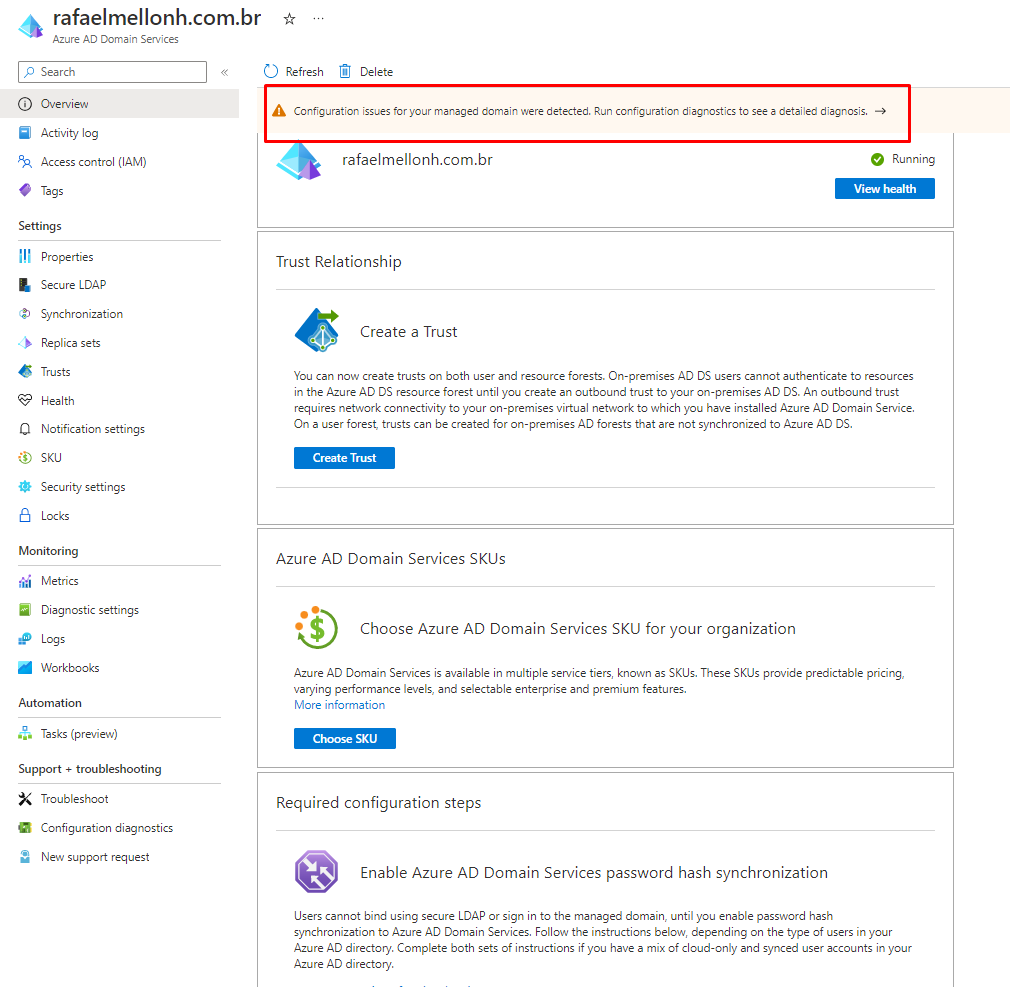 rafaelmellonh.com.br
Azure AD Domain Services
Search
Refresh
Delete
Overview
Activity log
Access control (IAM)
Tags
Settings
Properties
Secure LDAP
Synchronization
Replica sets
Trusts
Health
Notification settings
SKU
Security settings
Locks
Monitoring
Metrics
Diagnostic settings
Logs
Workbooks
Automation
Tasks (preview)
Support + troubleshooting
Troubleshoot
Configuration diagnostics
New support request
Configuration issues for your managed domain were detected. Run configuration diagnostics to see a detailed diagnosis. →
rafaelmellonh.com.br
Running
View health
Trust Relationship
Create a Trust
You can now create trusts on both user and resource forests. On-premises AD DS users cannot authenticate to resources
in the Azure AD DS resource forest until you create an outbound trust to your on-premises AD DS. An outbound trust
requires network connectivity to your on-premises virtual network to which you have installed Azure AD Domain Service.
On a user forest, trusts can be created for on-premises AD forests that are not synchronized to Azure AD DS.
Create Trust
Azure AD Domain Services SKUs
Choose Azure AD Domain Services SKU for your organization
Azure AD Domain Services is available in multiple service tiers, known as SKUs. These SKUs provide predictable pricing,
varying performance levels, and selectable enterprise and premium features.
More information
Choose SKU
Required configuration steps
Enable Azure AD Domain Services password hash synchronization
Users cannot bind using secure LDAP or sign in to the managed domain, until you enable password hash
synchronization to Azure AD Domain Services. Follow the instructions below, depending on the type of users in your
Azure AD directory. Complete both sets of instructions if you have a mix of cloud-only and synced user accounts in your
Azure AD directory.